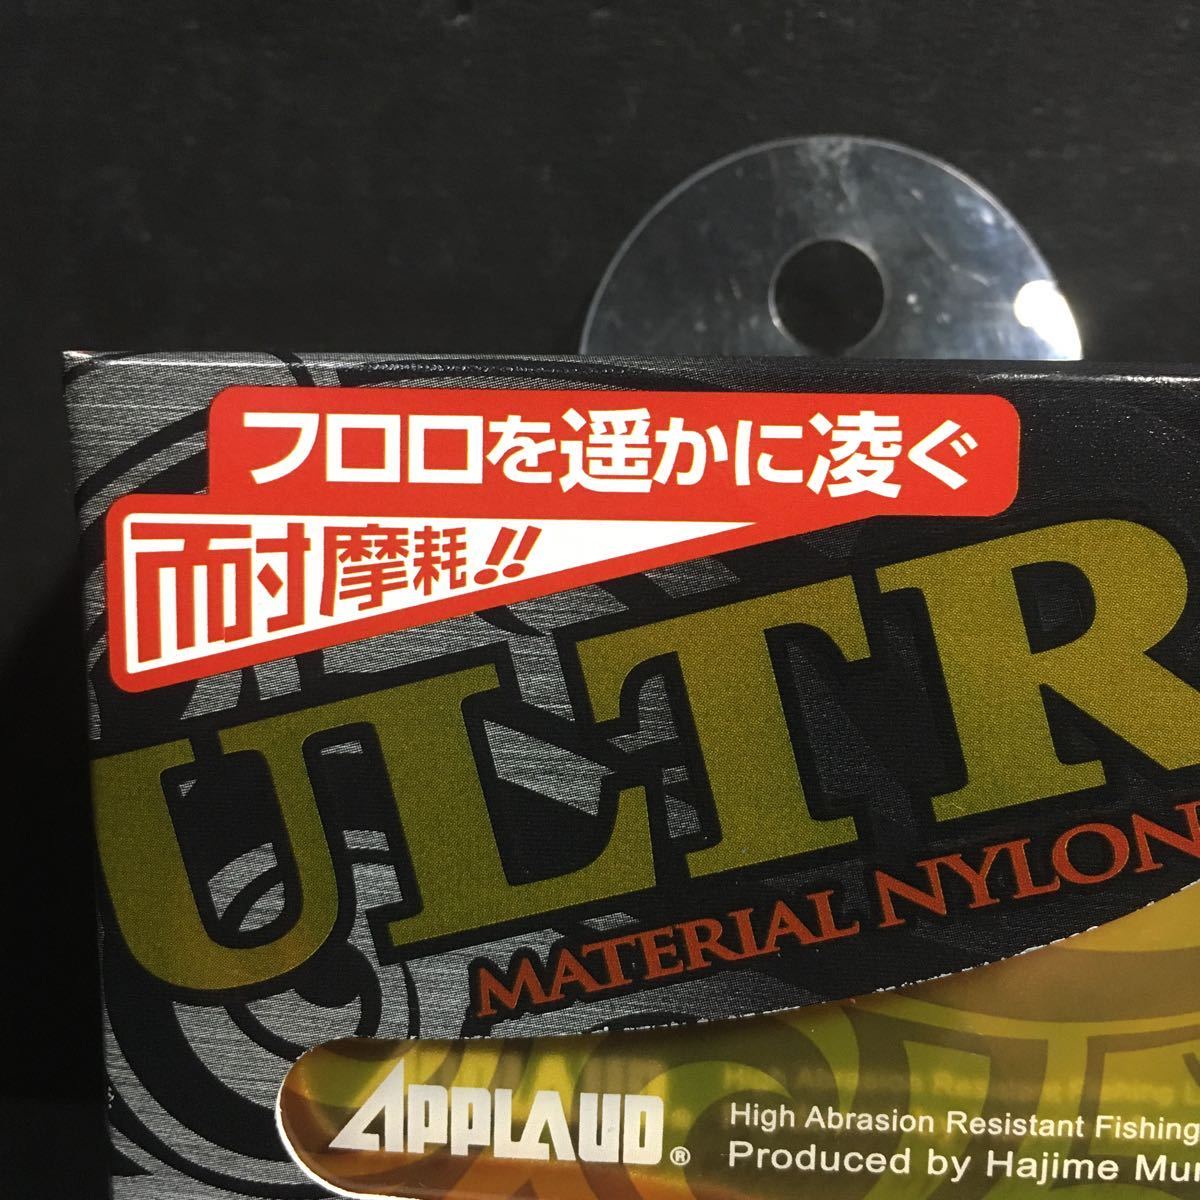 フロロを遥かに凌ぐ
耐摩耗!!
ULTR
MATERIAL NYLON
APPLAUD®
High Abrasion Resistant Fishing
Produced by Hajime Mur